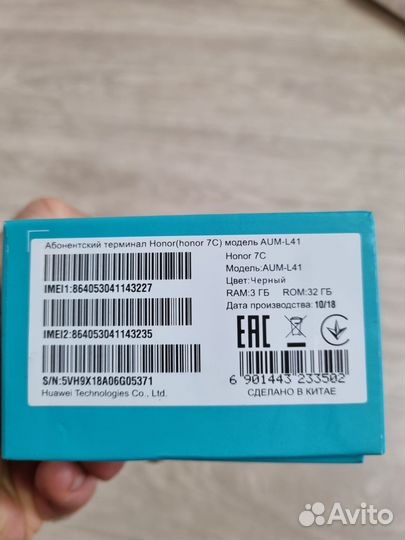 Абонентский терминал Honor(honor 7C) модель AUM-L41
IMEI1:864053041143227
IMEI2:864053041143235
S/N:5VH9X18A06G05371
Huawei Technologies Co., Ltd.
Honor 7C
Модель:AUM-L41
Цвет:Черный
RAM:3 ГБ ROM:32 ГБ
Дата производства: 10/18
EAC
6 901443 233502
СДЕЛАНО В КИТАЕ
Avito